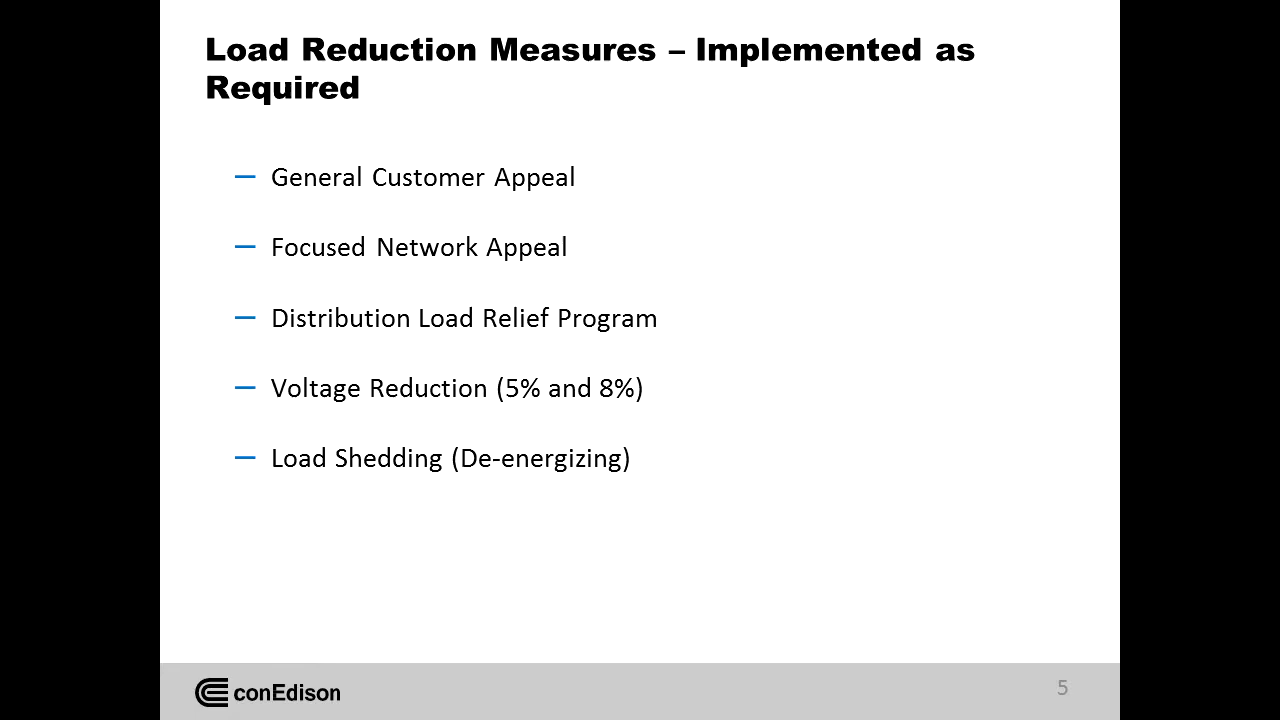 Load Reduction Measures – Implemented as
Required
— General Customer Appeal
— Focused Network Appeal
— Distribution Load Relief Program
— Voltage Reduction (5% and 8%)
— Load Shedding (De-energizing)
conEdison
5